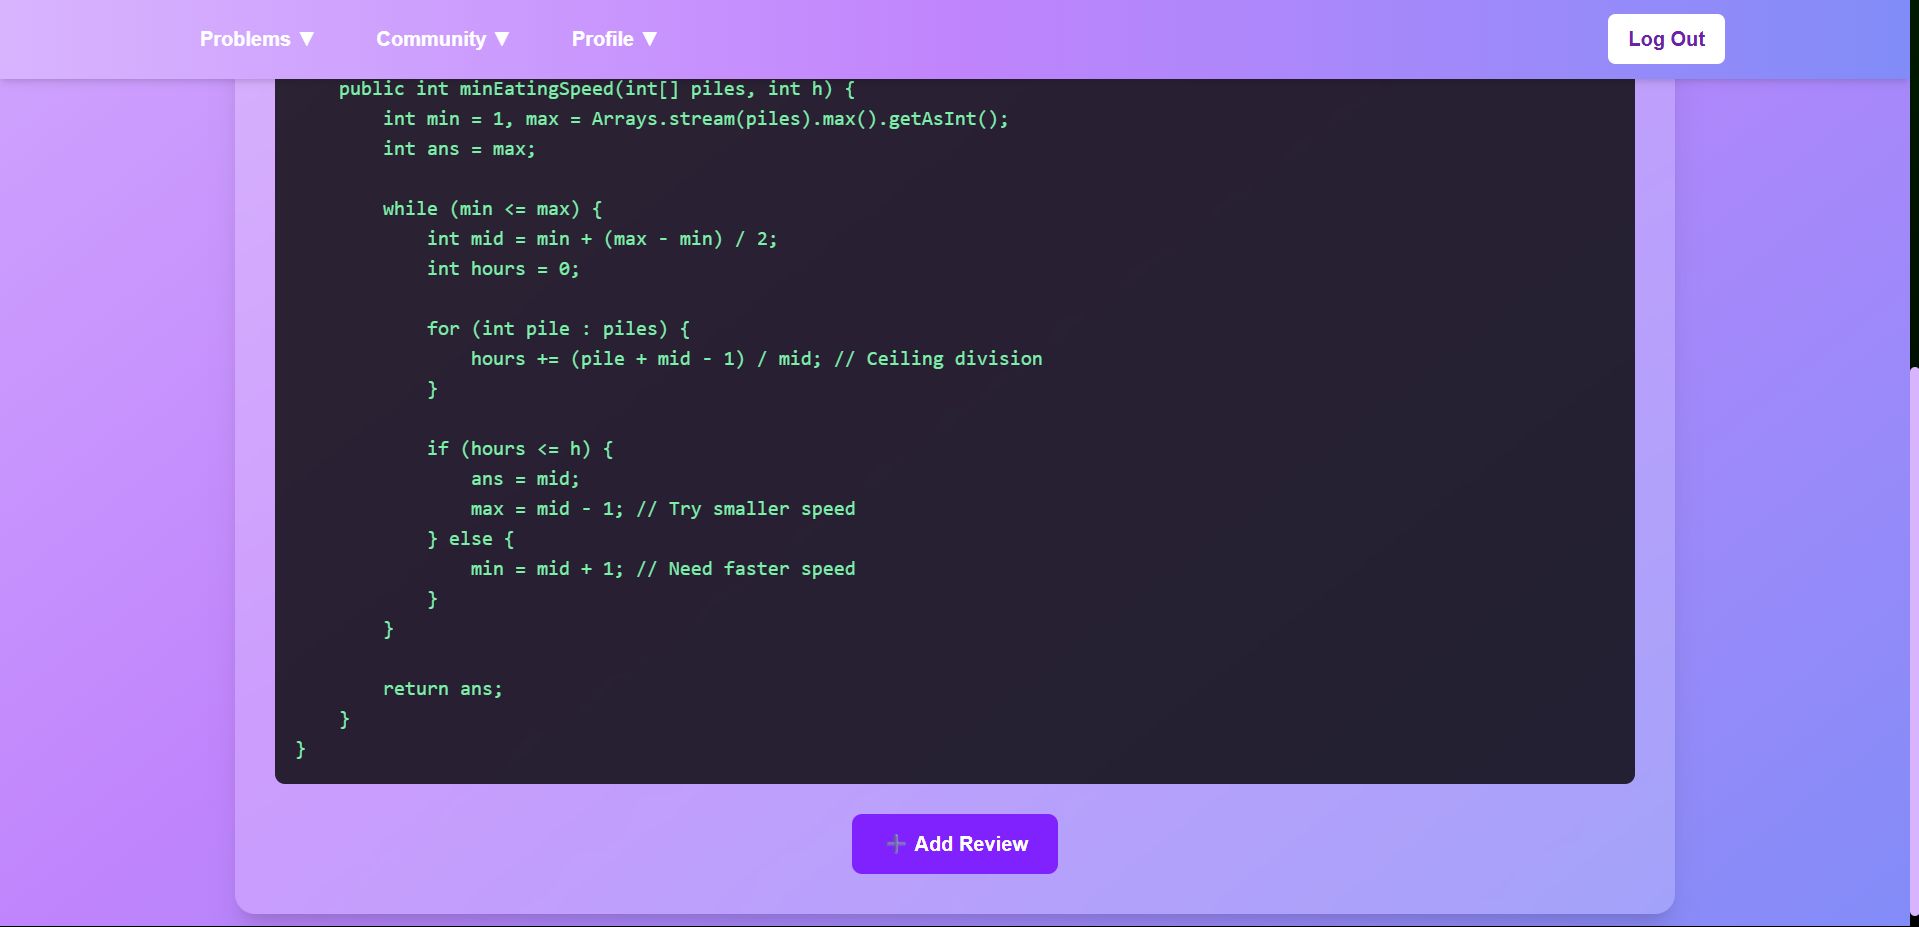 Problems ▼ Community ▼ Profile ▼ Log Out
public int minEatingSpeed(int[] piles, int h) {
int min = 1, max = Arrays.stream(piles).max().getAsInt();
int ans = max;
while (min <= max) {
int mid = min + (max - min) / 2;
int hours = 0;
for (int pile : piles) {
hours += (pile + mid - 1) / mid; // Ceiling division
}
if (hours <= h) {
ans = mid;
max = mid - 1; // Try smaller speed
} else {
min = mid + 1; // Need faster speed
}
}
return ans;
}
}
➕ Add Review